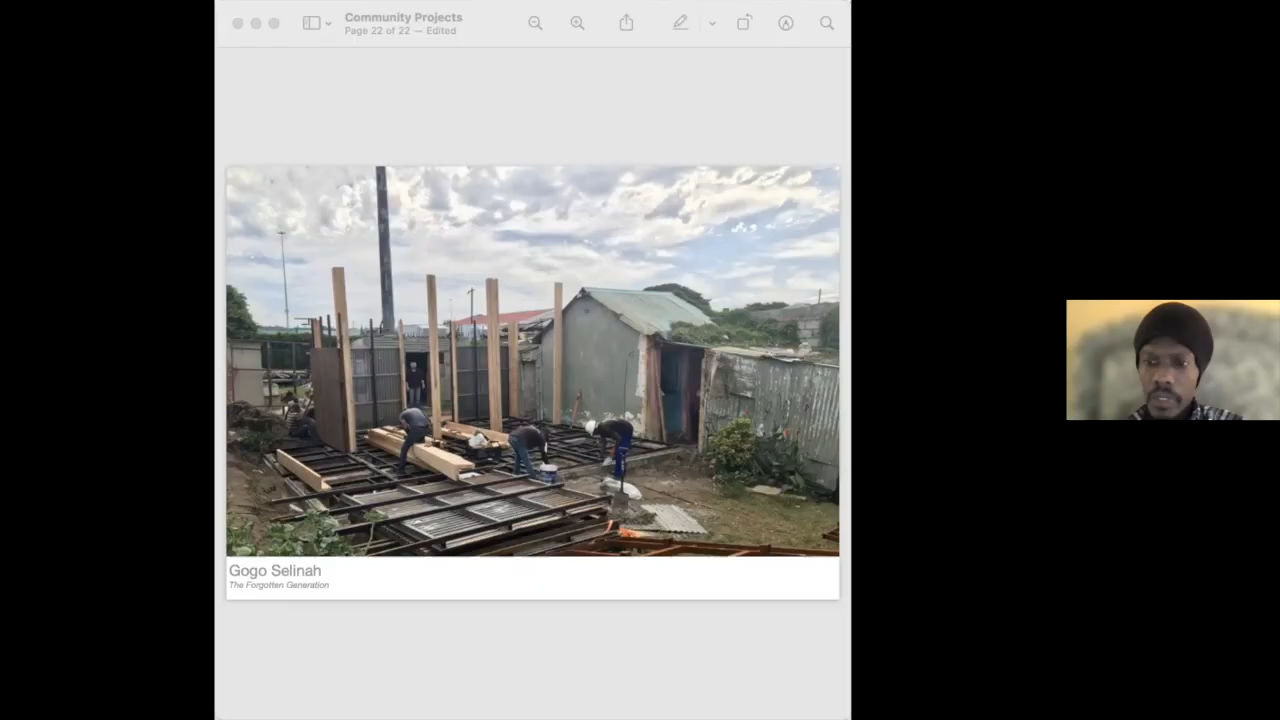 Community Projects
Page 22 of 22 — Edited
Gogo Selinah
The Forgotten Generation